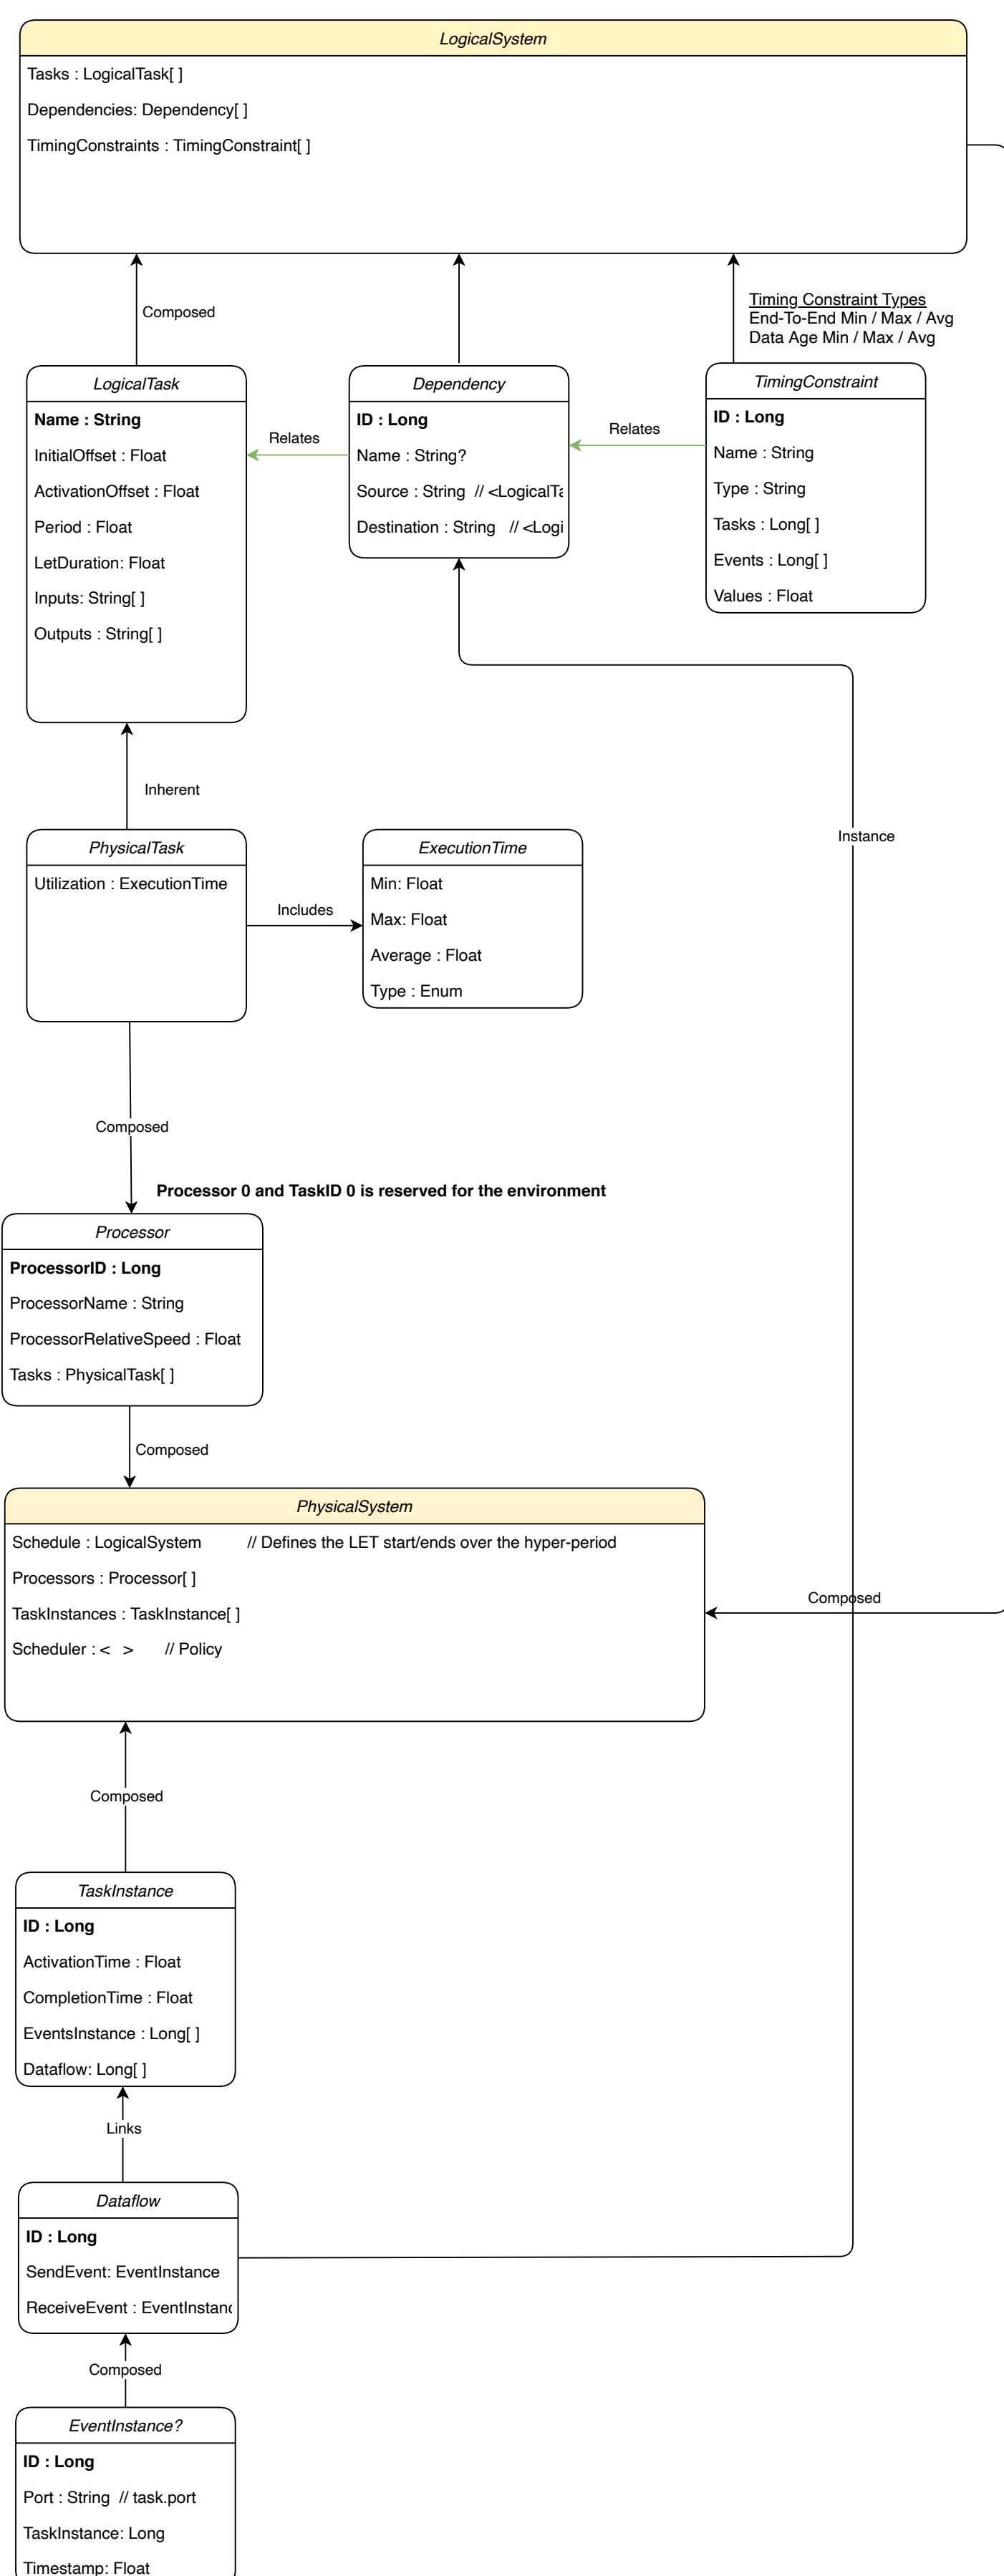 LogicalSystem
Tasks : LogicalTask[ ]
Dependencies: Dependency[ ]
TimingConstraints : TimingConstraint[ ]
Composed
Timing Constraint Types
End-To-End Min / Max / Avg
Data Age Min / Max / Avg
LogicalTask
Name : String
InitialOffset : Float
ActivationOffset : Float
Period : Float
LetDuration: Float
Inputs: String[ ]
Outputs : String[ ]
Relates
Dependency
ID : Long
Name : String?
Source : String // <LogicalTa
Destination : String // <Logi
Relates
TimingConstraint
ID : Long
Name : String
Type : String
Tasks : Long[ ]
Events : Long[ ]
Values : Float
Inherent
Instance
PhysicalTask
Utilization : ExecutionTime
Includes
ExecutionTime
Min: Float
Max: Float
Average : Float
Type : Enum
Composed
Processor 0 and TaskID 0 is reserved for the environment
Processor
ProcessorID : Long
ProcessorName : String
ProcessorRelativeSpeed : Float
Tasks : PhysicalTask[ ]
Composed
PhysicalSystem
Schedule : LogicalSystem // Defines the LET start/ends over the hyper-period
Processors : Processor[ ]
TaskInstances : TaskInstance[ ]
Scheduler : < > // Policy
Composed
Composed
TaskInstance
ID : Long
ActivationTime : Float
CompletionTime : Float
EventsInstance : Long[ ]
Dataflow: Long[ ]
Links
Dataflow
ID : Long
SendEvent: EventInstance
ReceiveEvent : EventInstanc
Composed
EventInstance?
ID : Long
Port : String // task.port
TaskInstance: Long
Timestamp: Float